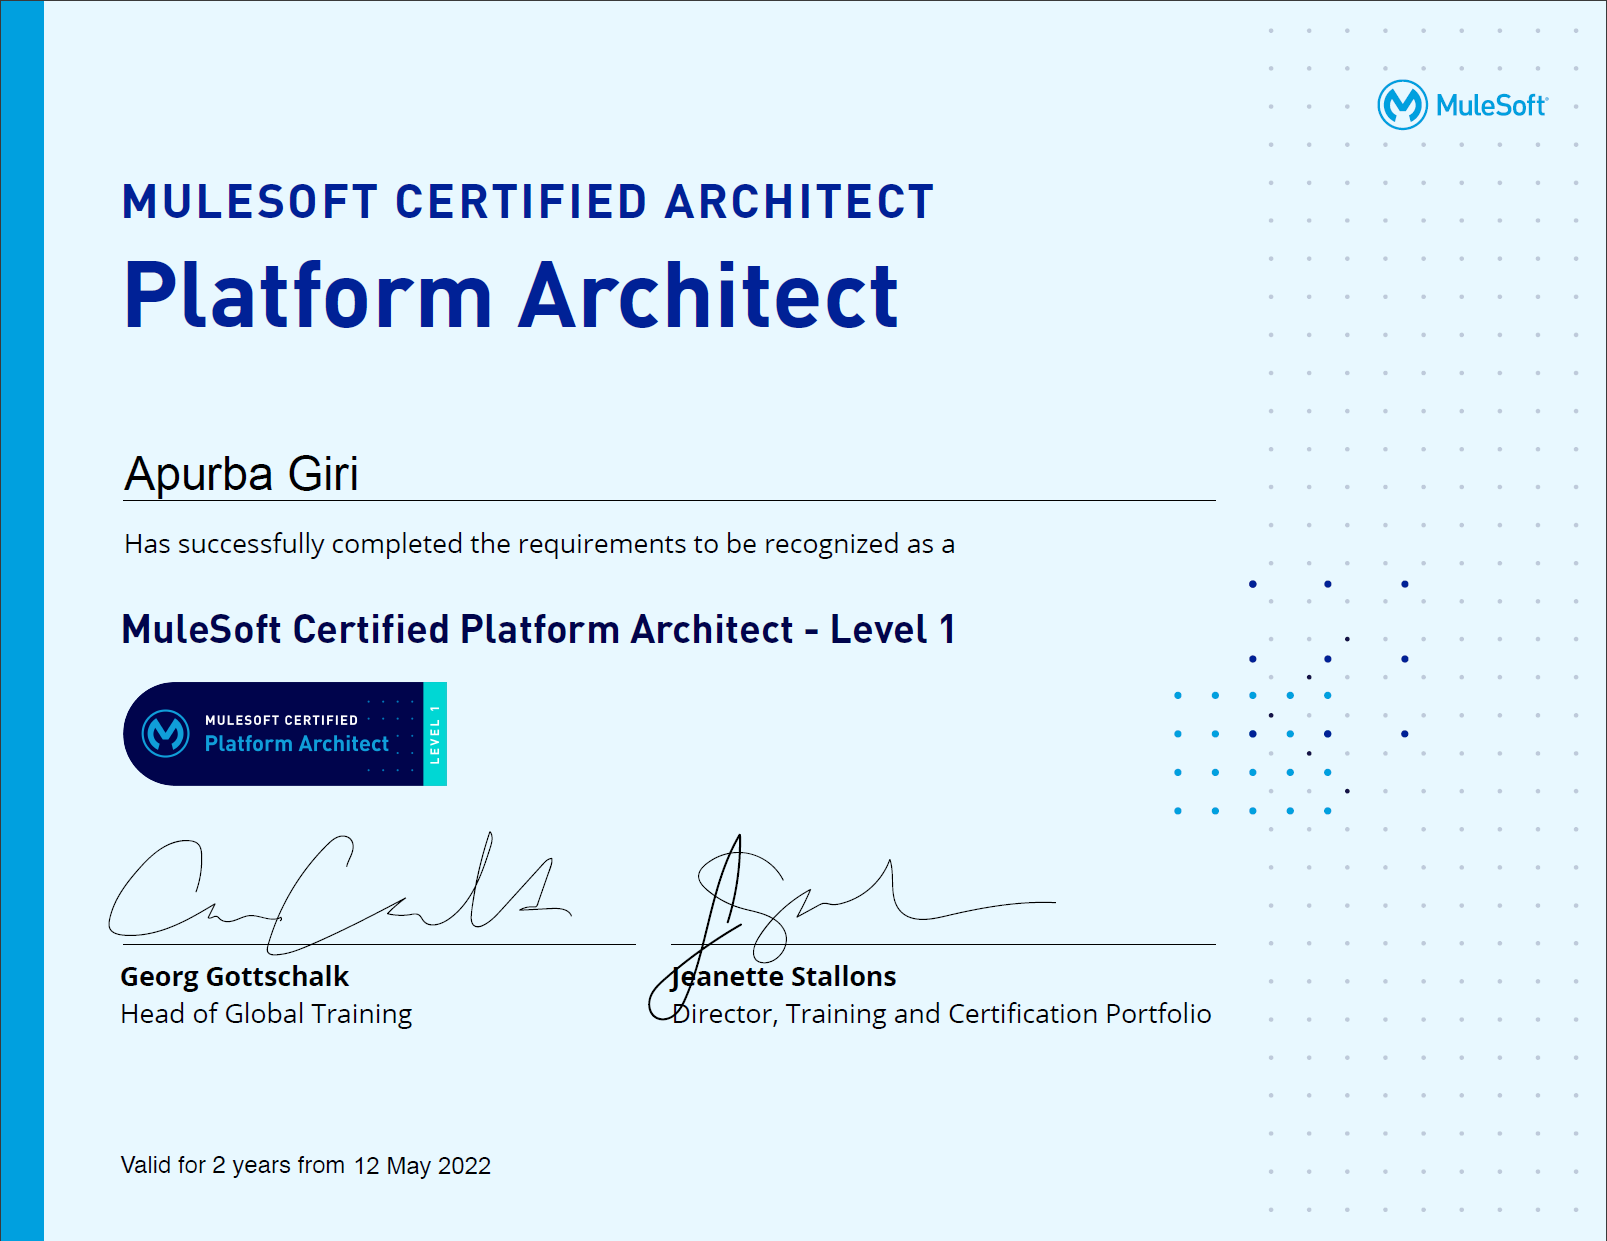 MuleSoft®
MULESOFT CERTIFIED ARCHITECT
Platform Architect
Apurba Giri
Has successfully completed the requirements to be recognized as a
MuleSoft Certified Platform Architect - Level 1
MULESOFT CERTIFIED
Platform Architect
LEVEL 1
Georg Gottschalk
Head of Global Training
Jeanette Stallons
Director, Training and Certification Portfolio
Valid for 2 years from 12 May 2022